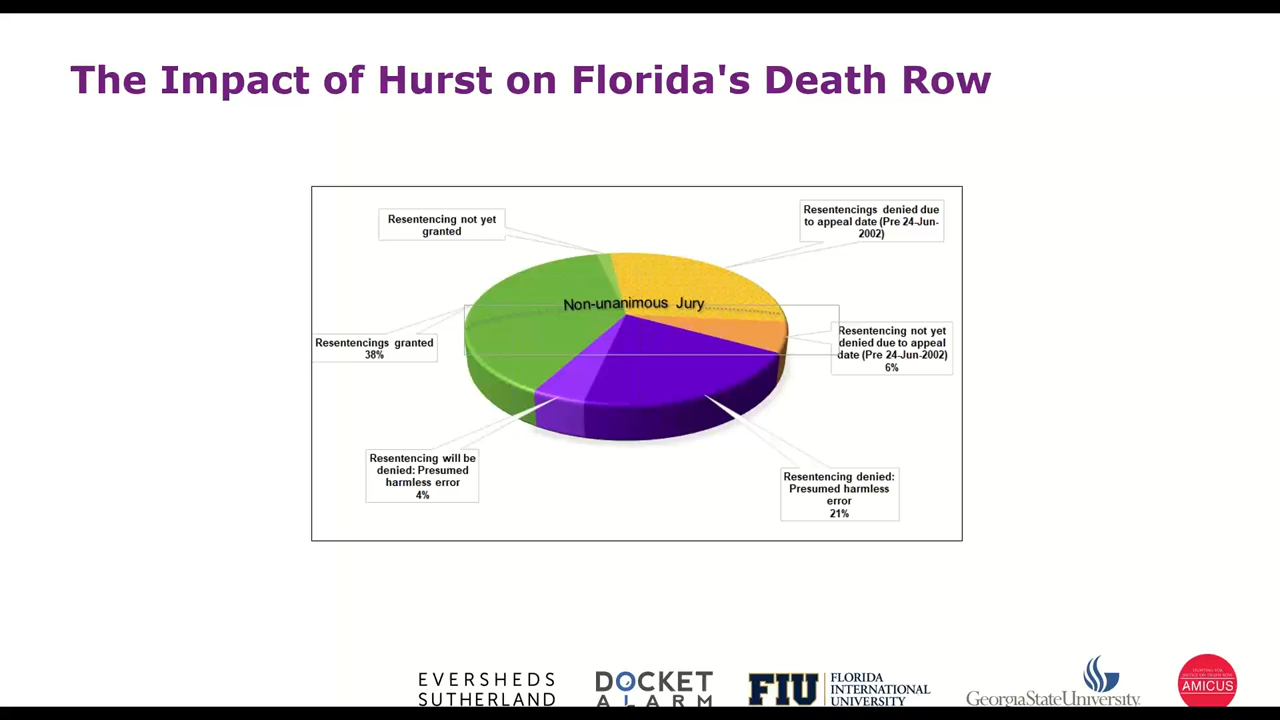 The Impact of Hurst on Florida's Death Row
Resentencing not yet
granted
Resentencings denied due
to appeal date (Pre 24-Jun-
2002)
Non-unanimous Jury
Resentencings granted
38%
Resentencing not yet
denied due to appeal
date (Pre 24-Jun-2002)
6%
Resentencing will be
denied: Presumed
harmless error
4%
Resentencing denied:
Presumed harmless
error
21%
EVERSHEDS
SUTHERLAND
DOCKET
ALARM
FIU
FLORIDA
INTERNATIONAL
UNIVERSITY
GeorgiaStateUniversity
AMICUS